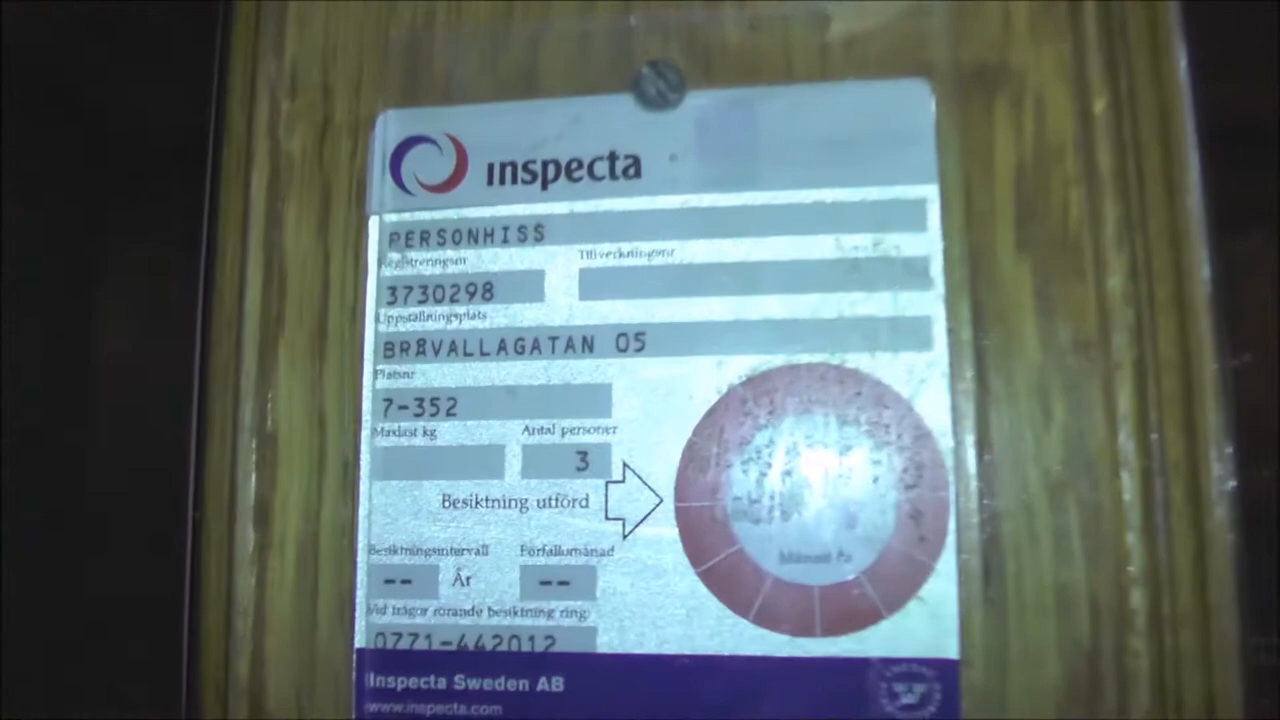 inspecta
PERSONHISS
Registreringsnr Tillverkningsnr
3730298
Uppställningsplats
BRÅVALLAGATAN 05
Platsnr
7-352
Maxlast kg Antal personer
3
Besiktning utförd
Besiktningsintervall Förfallomånad
-- År --
Vid frågor rörande besiktning ring:
0771-442012
Inspecta Sweden AB
www.inspecta.com